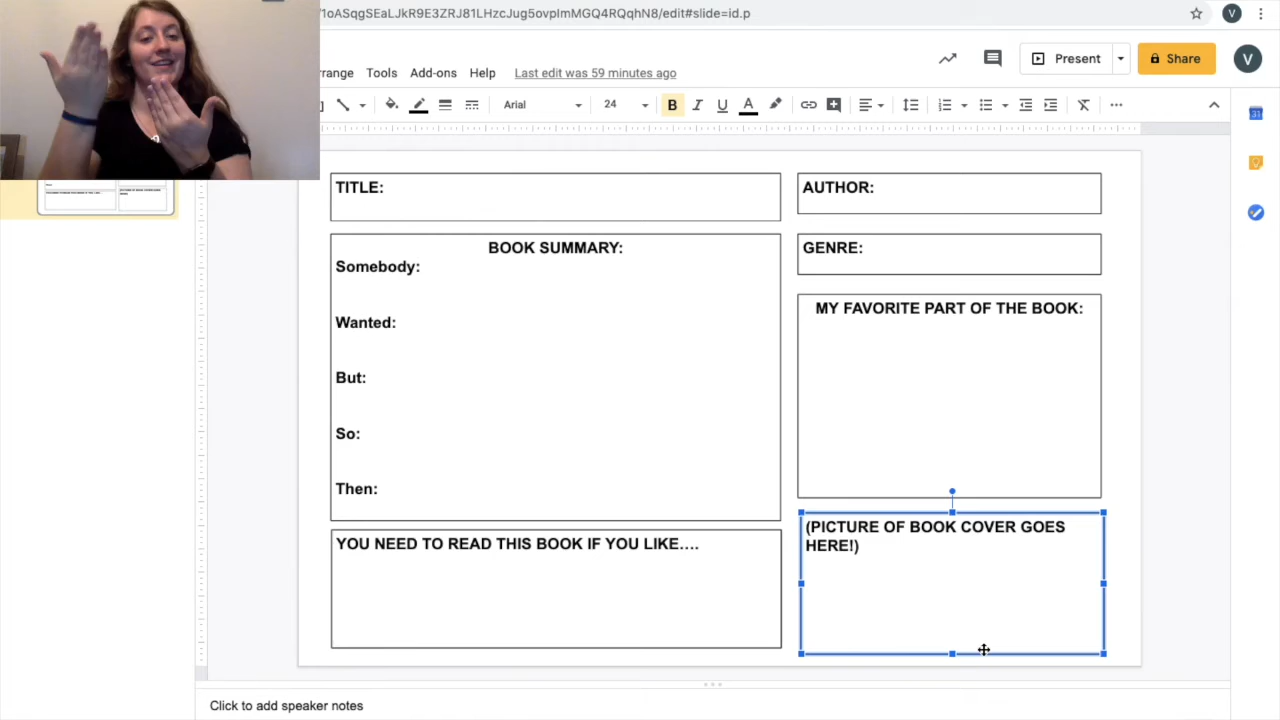 /1oASqgSEaLJkR9E3ZRJ81LHzcJug5ovpImMGQ4RQqhN8/edit#slide=id.p
V
rrange Tools Add-ons Help Last edit was 59 minutes ago
Present
Share
V
Arial
24
B I U A
31
TITLE:
AUTHOR:
BOOK SUMMARY:
Somebody:
Wanted:
But:
So:
Then:
GENRE:
MY FAVORITE PART OF THE BOOK:
YOU NEED TO READ THIS BOOK IF YOU LIKE….
(PICTURE OF BOOK COVER GOES
HERE!)
Click to add speaker notes